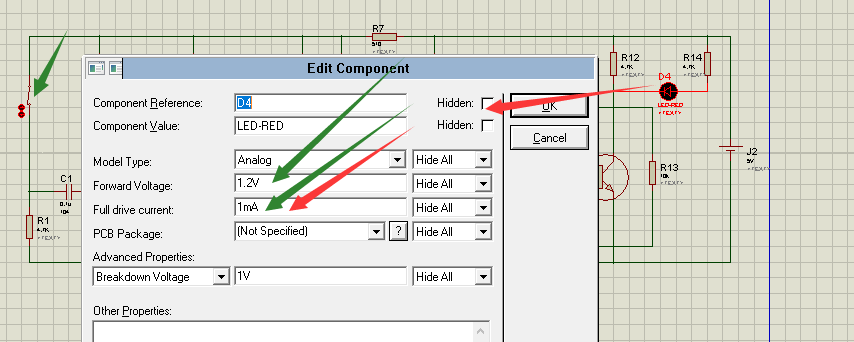 R7
510
<TEXT>
Edit Component
R12
4.7K
<TEXT>
R14
4.7K
<TEXT>
D4
LED-RED
<TEXT>
Component Reference: D4 Hidden:
OK
Component Value: LED-RED Hidden:
Cancel
J2
5V
<TEXT>
Model Type: Analog Hide All
Forward Voltage: 1.2V Hide All
Full drive current: 1mA Hide All
PCB Package: (Not Specified) ? Hide All
Advanced Properties:
Breakdown Voltage 1V Hide All
Other Properties:
C1
0.1u
<TEXT>
R1
4.7K
<TEXT>
R13
10K
<TEXT>